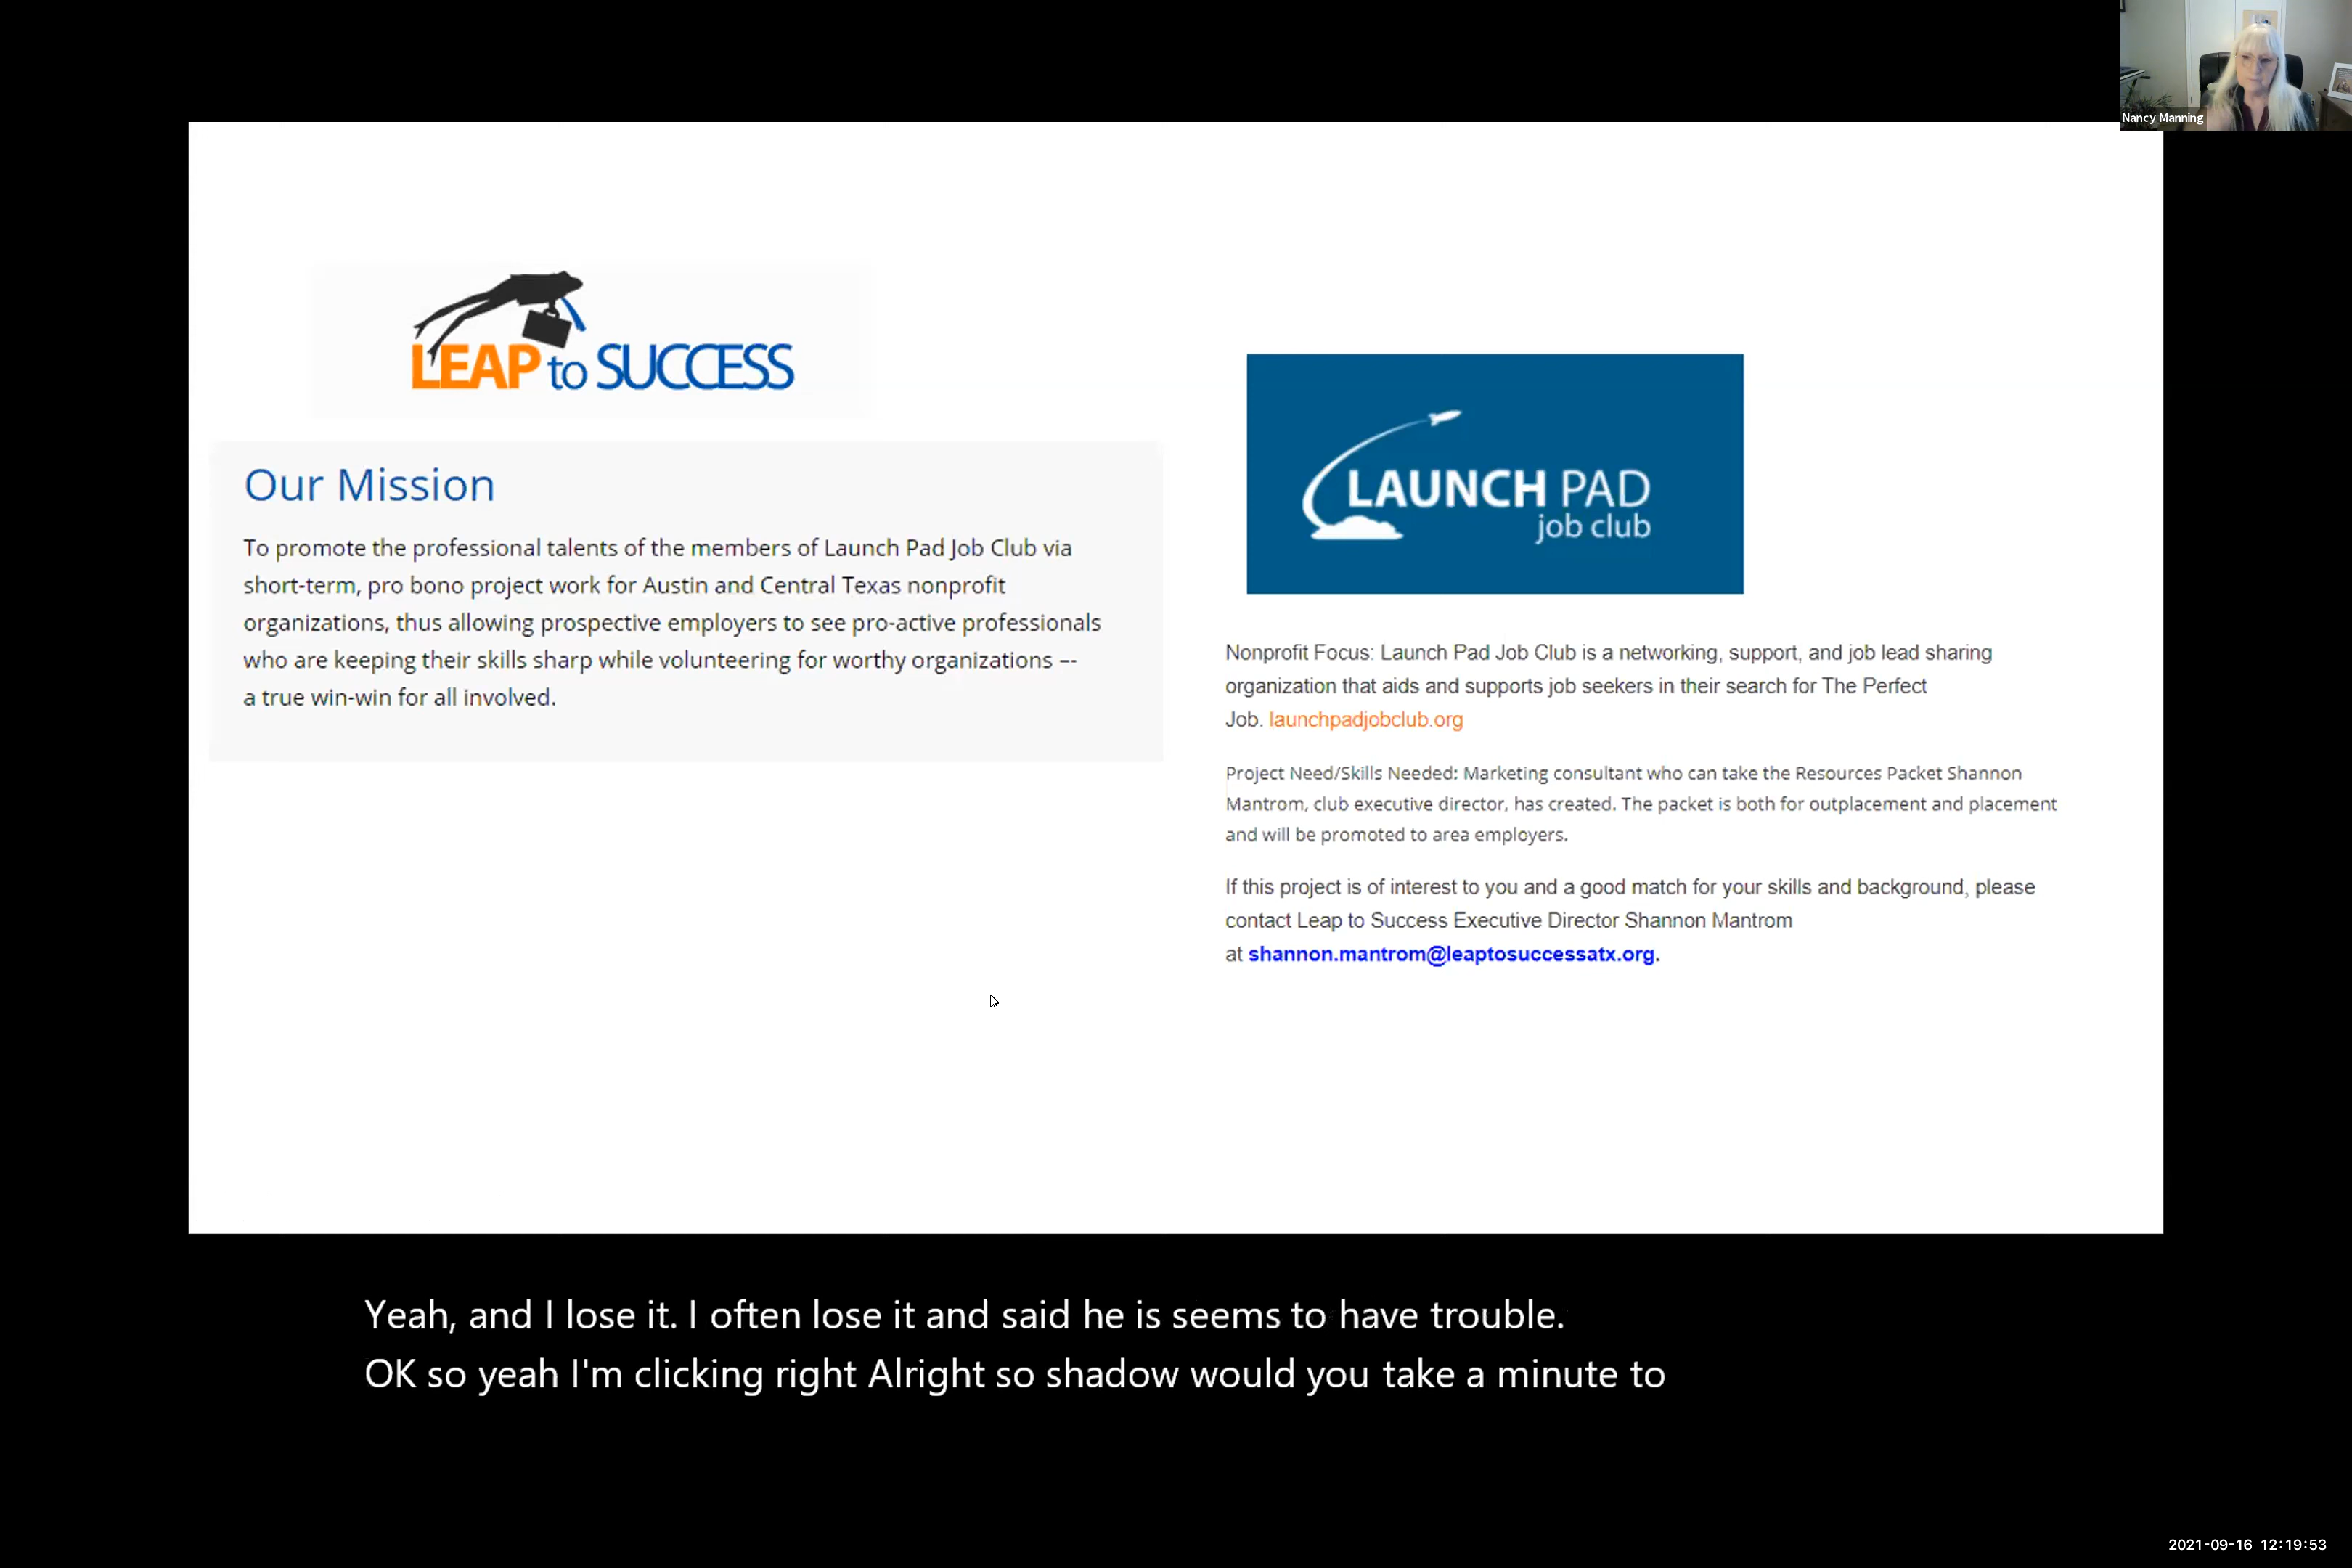 Nancy Manning
LEAP to SUCCESS
Our Mission
To promote the professional talents of the members of Launch Pad Job Club via
short-term, pro bono project work for Austin and Central Texas nonprofit
organizations, thus allowing prospective employers to see pro-active professionals
who are keeping their skills sharp while volunteering for worthy organizations –-
a true win-win for all involved.
LAUNCH PAD
job club
Nonprofit Focus: Launch Pad Job Club is a networking, support, and job lead sharing
organization that aids and supports job seekers in their search for The Perfect
Job. launchpadjobclub.org
Project Need/Skills Needed: Marketing consultant who can take the Resources Packet Shannon
Mantrom, club executive director, has created. The packet is both for outplacement and placement
and will be promoted to area employers.
If this project is of interest to you and a good match for your skills and background, please
contact Leap to Success Executive Director Shannon Mantrom
at shannon.mantrom@leaptosuccessatx.org.
Yeah, and I lose it. I often lose it and said he is seems to have trouble.
OK so yeah I'm clicking right Alright so shadow would you take a minute to
2021-09-16 12:19:53